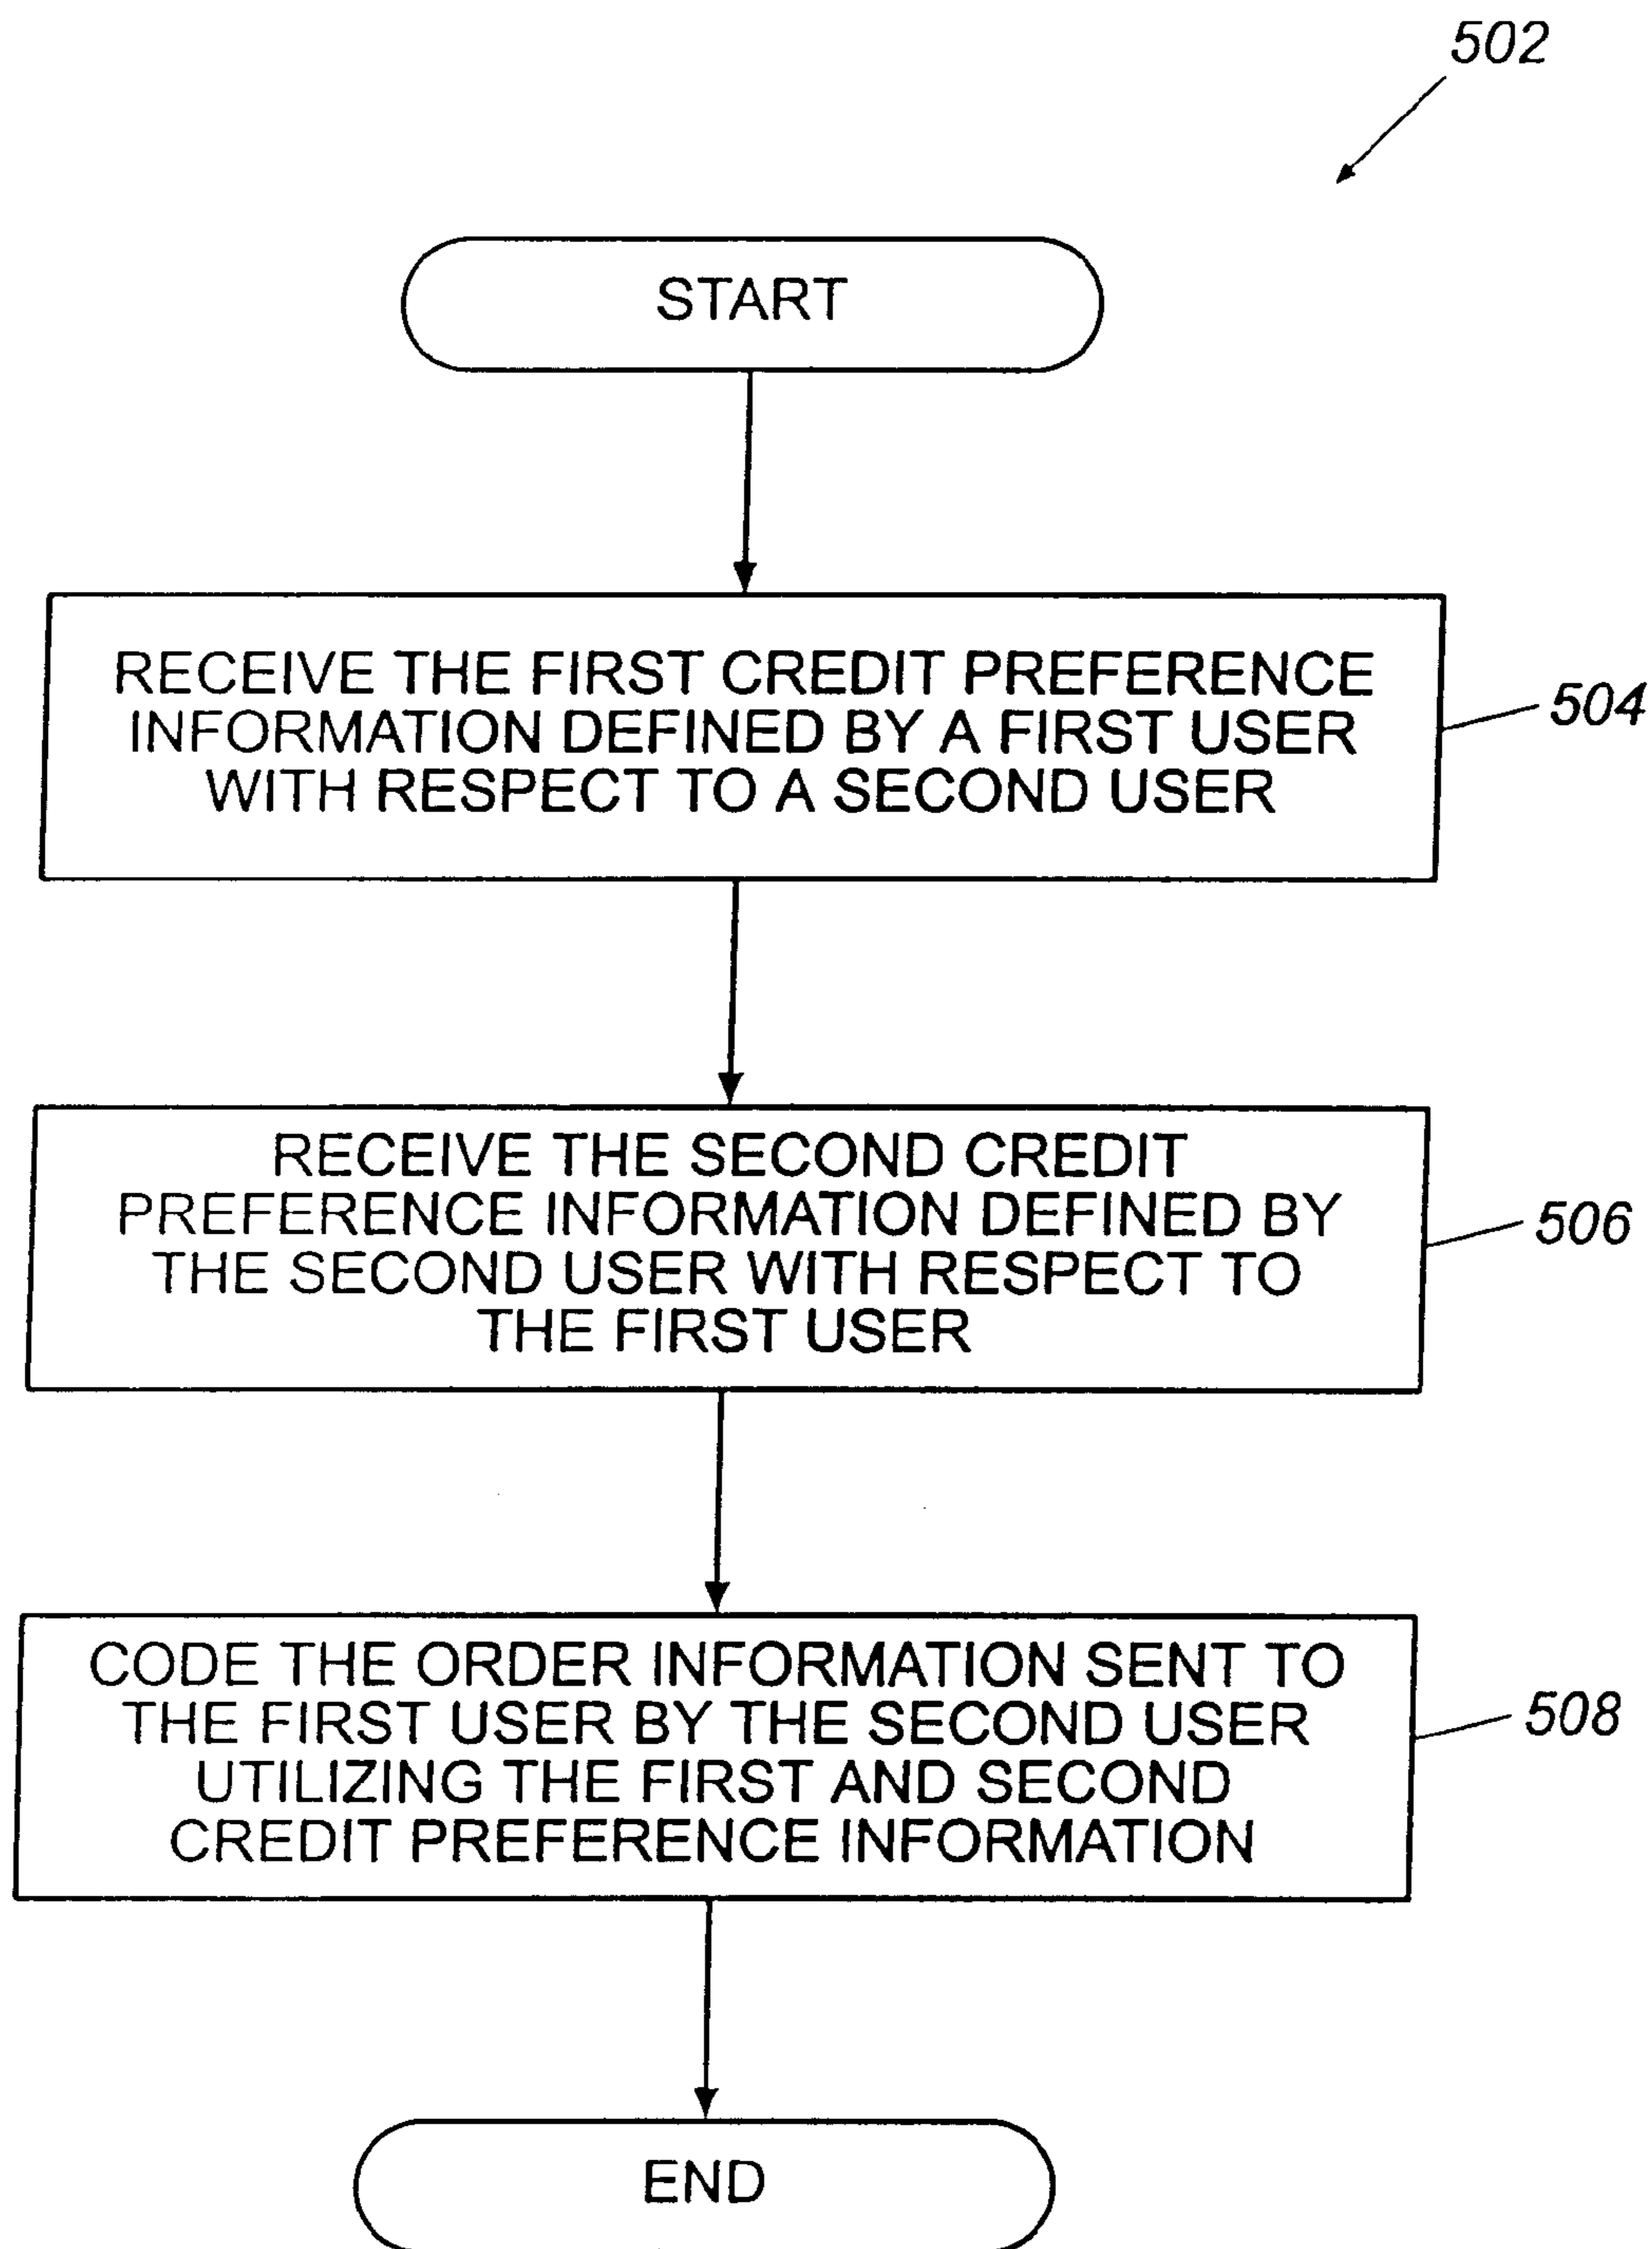 502
START
RECEIVE THE FIRST CREDIT PREFERENCE
INFORMATION DEFINED BY A FIRST USER
WITH RESPECT TO A SECOND USER
504
RECEIVE THE SECOND CREDIT
PREFERENCE INFORMATION DEFINED BY
THE SECOND USER WITH RESPECT TO
THE FIRST USER
506
CODE THE ORDER INFORMATION SENT TO
THE FIRST USER BY THE SECOND USER
UTILIZING THE FIRST AND SECOND
CREDIT PREFERENCE INFORMATION
508
END